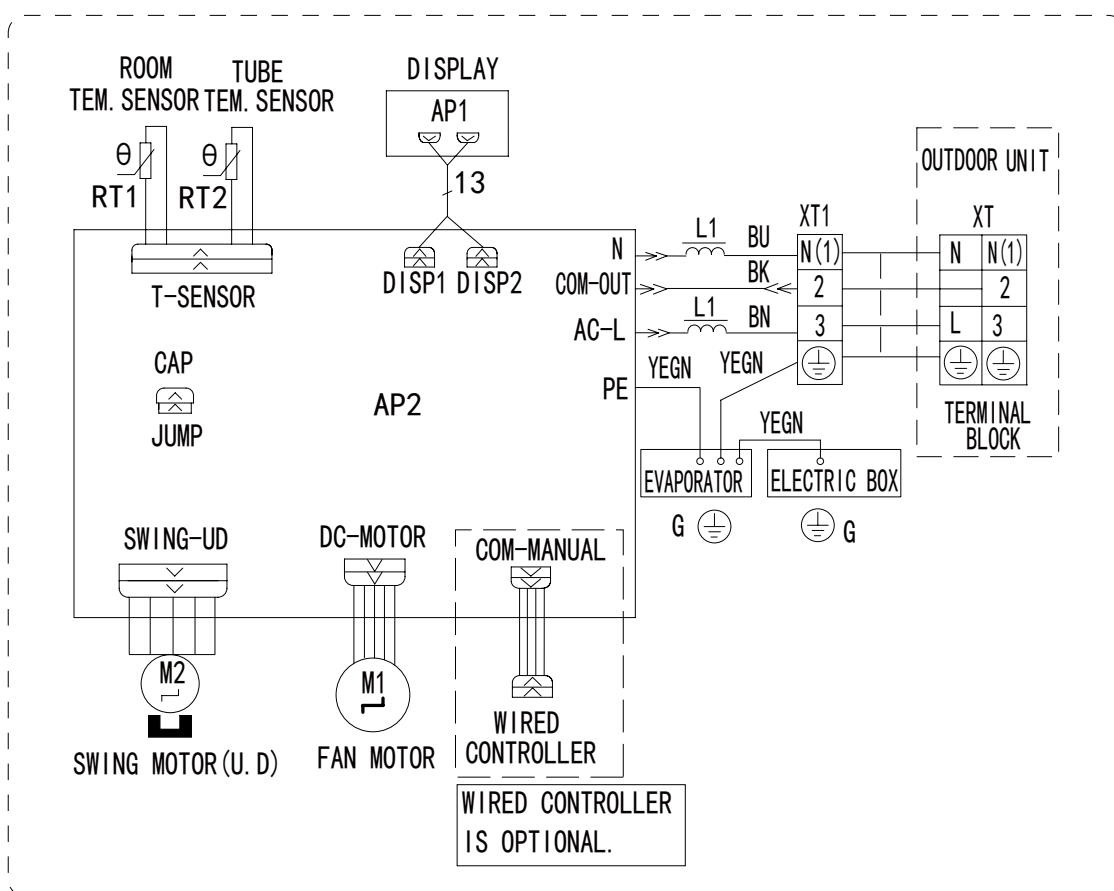 ROOM
TEM. SENSOR
TUBE
TEM. SENSOR
DISPLAY
AP1
θ
RT1
θ
RT2
13
OUTDOOR UNIT
XT1
XT
N
L1
BU
N(1)
N
N(1)
COM-OUT
BK
2
2
AC-L
L1
BN
3
L
3
T-SENSOR
DISP1
DISP2
CAP
JUMP
AP2
PE
YEGN
YEGN
YEGN
TERMINAL
BLOCK
EVAPORATOR
ELECTRIC BOX
G
G
SWING-UD
DC-MOTOR
COM-MANUAL
M2
M1
SWING MOTOR(U.D)
FAN MOTOR
WIRED
CONTROLLER
WIRED CONTROLLER
IS OPTIONAL.